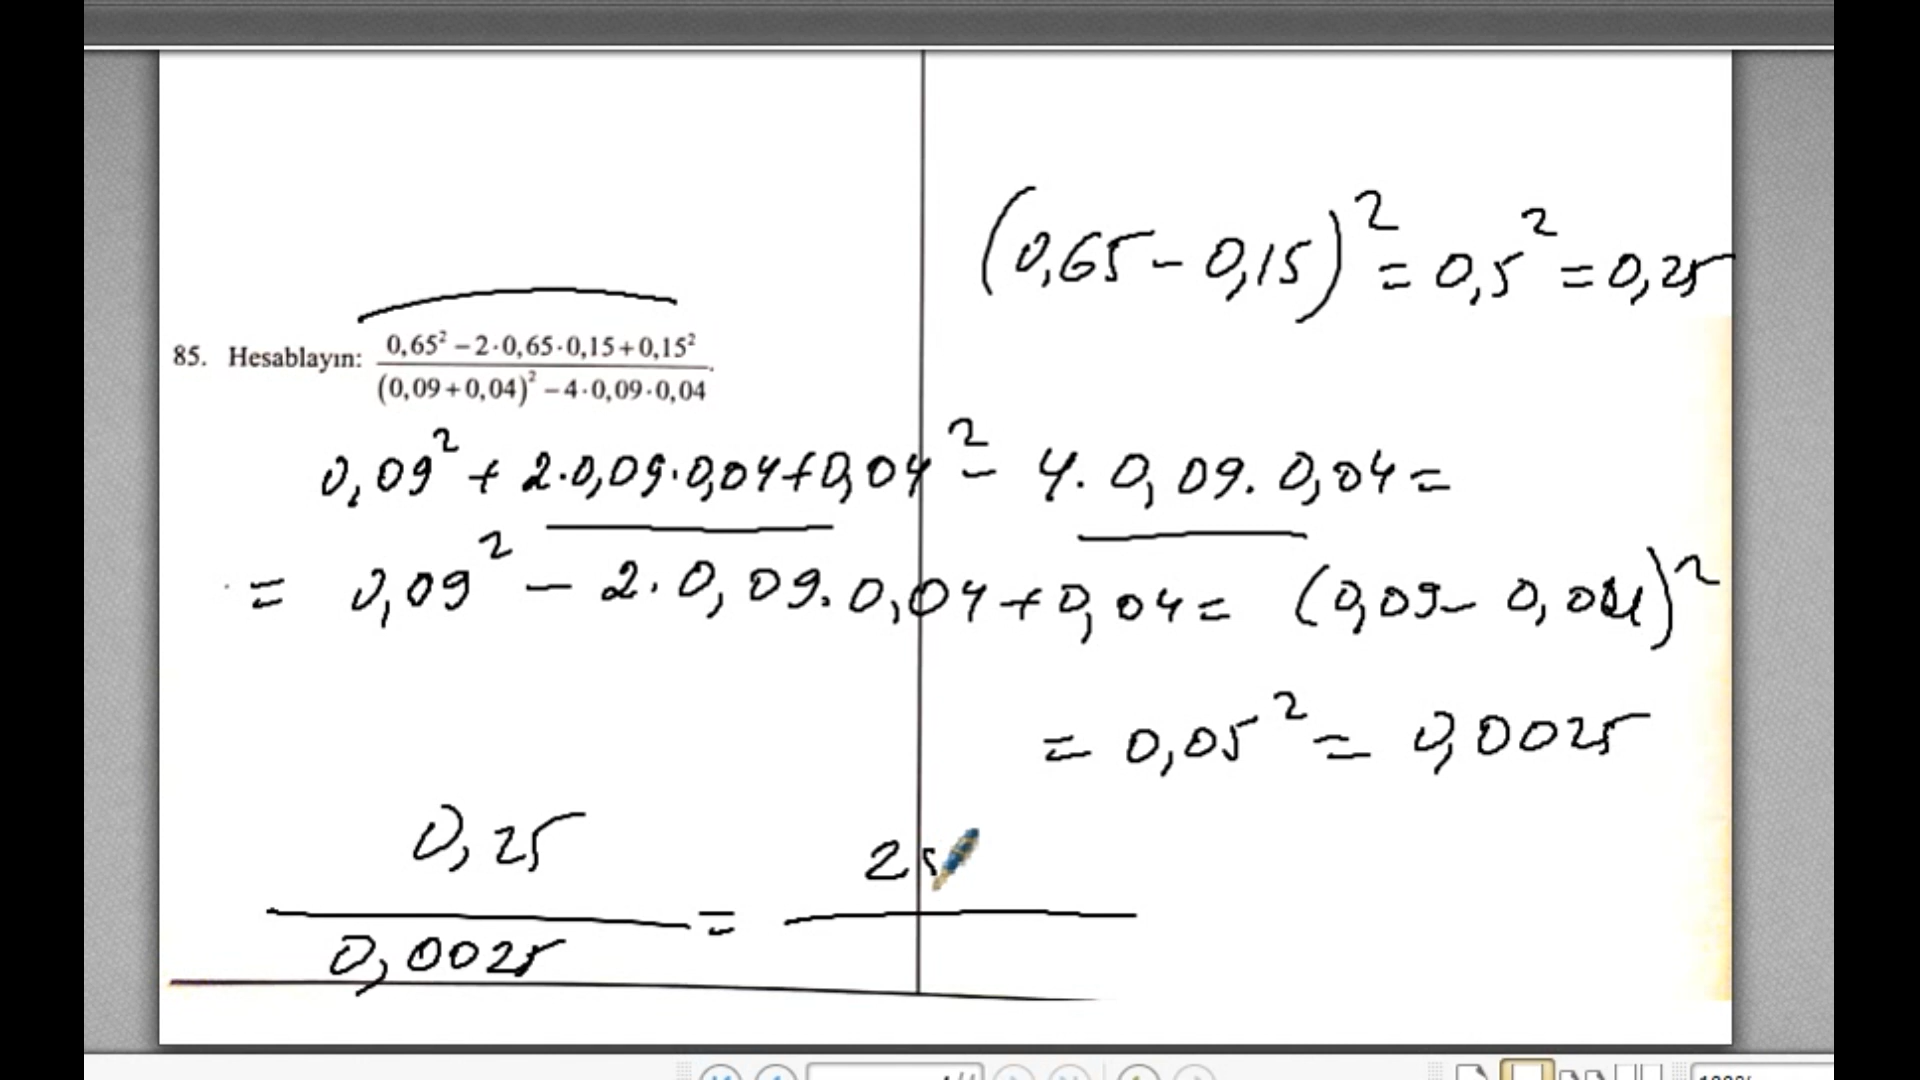 (0,65 - 0,15)² = 0,5² = 0,25
85. Hesablayın: 0,65² − 2·0,65·0,15 + 0,15²
(0,09 + 0,04)² − 4·0,09·0,04
0,09² + 2·0,09·0,04 + 0,04² - 4·0,09·0,04 =
= 0,09² - 2·0,09·0,04 + 0,04 = (0,09 - 0,04)²
= 0,05² = 0,0025
0,25 = 2
0,0025